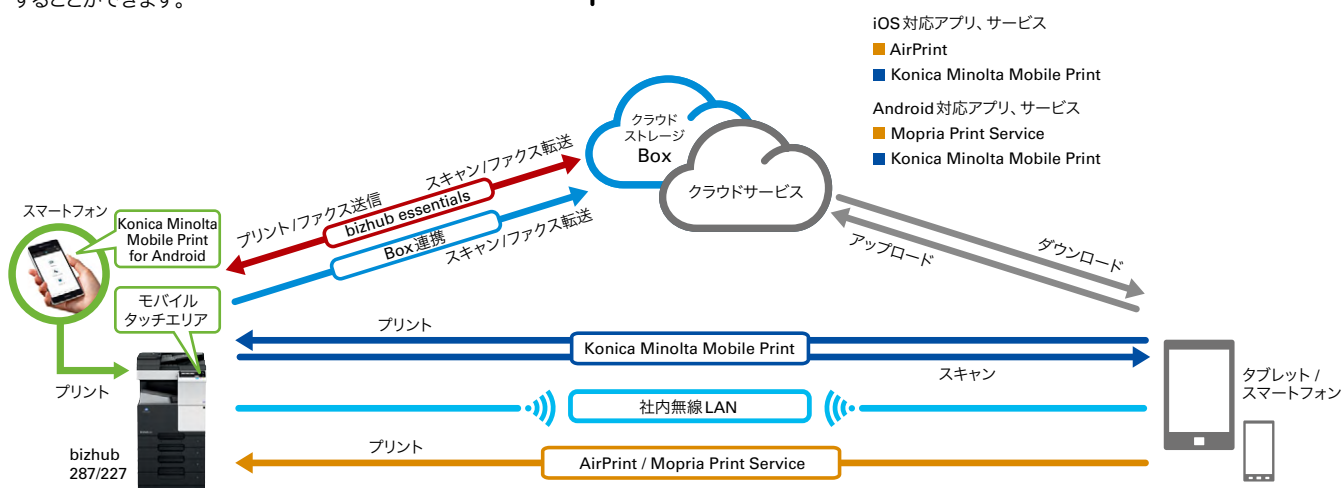 することができます。
iOS対応アプリ、サービス
AirPrint
Konica Minolta Mobile Print
Android対応アプリ、サービス
Mopria Print Service
Konica Minolta Mobile Print
クラウド
ストレージ
Box
クラウドサービス
スキャン/ファクス転送
プリント/ファクス送信
bizhub essentials
Box連携
スキャン/ファクス転送
ダウンロード
アップロード
スマートフォン
Konica Minolta
Mobile Print
for Android
モバイル
タッチエリア
プリント
bizhub
287/227
プリント
Konica Minolta Mobile Print
スキャン
社内無線LAN
プリント
AirPrint / Mopria Print Service
タブレット /
スマートフォン